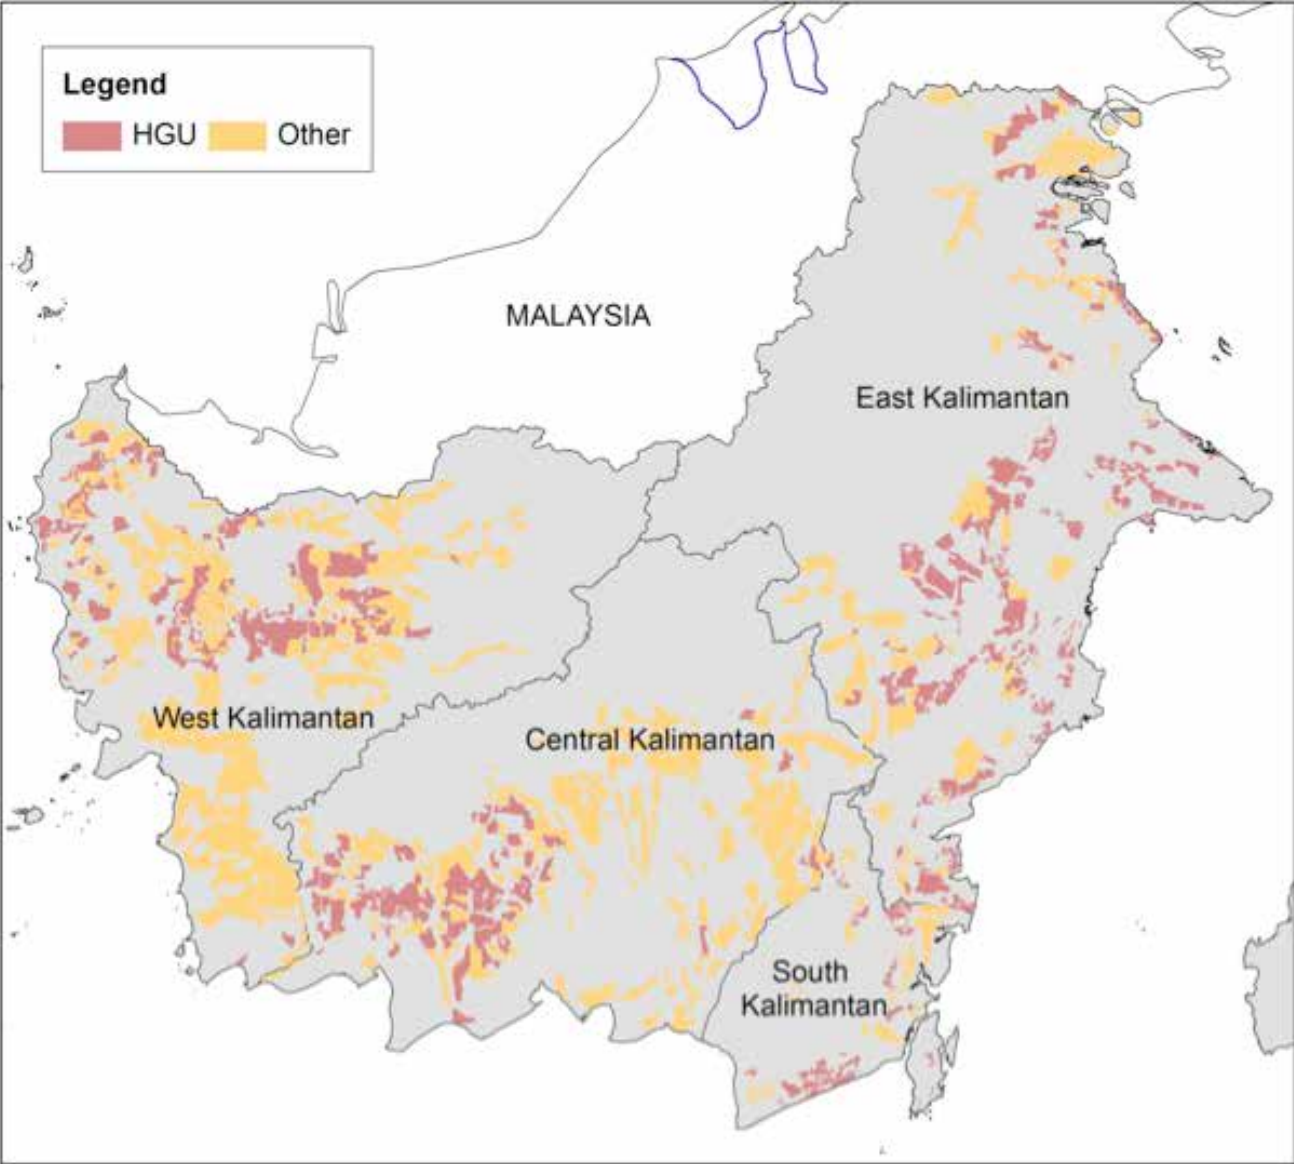 Legend
HGU Other
MALAYSIA
East Kalimantan
West Kalimantan
Central Kalimantan
South
Kalimantan